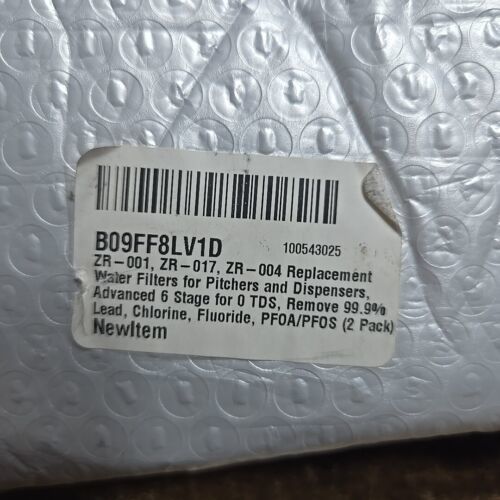 B09FF8LV1D 100543025
ZR-001, ZR-017, ZR-004 Replacement
Water Filters for Pitchers and Dispensers,
Advanced 6 Stage for 0 TDS, Remove 99.9%
Lead, Chlorine, Fluoride, PFOA/PFOS (2 Pack)
NewItem